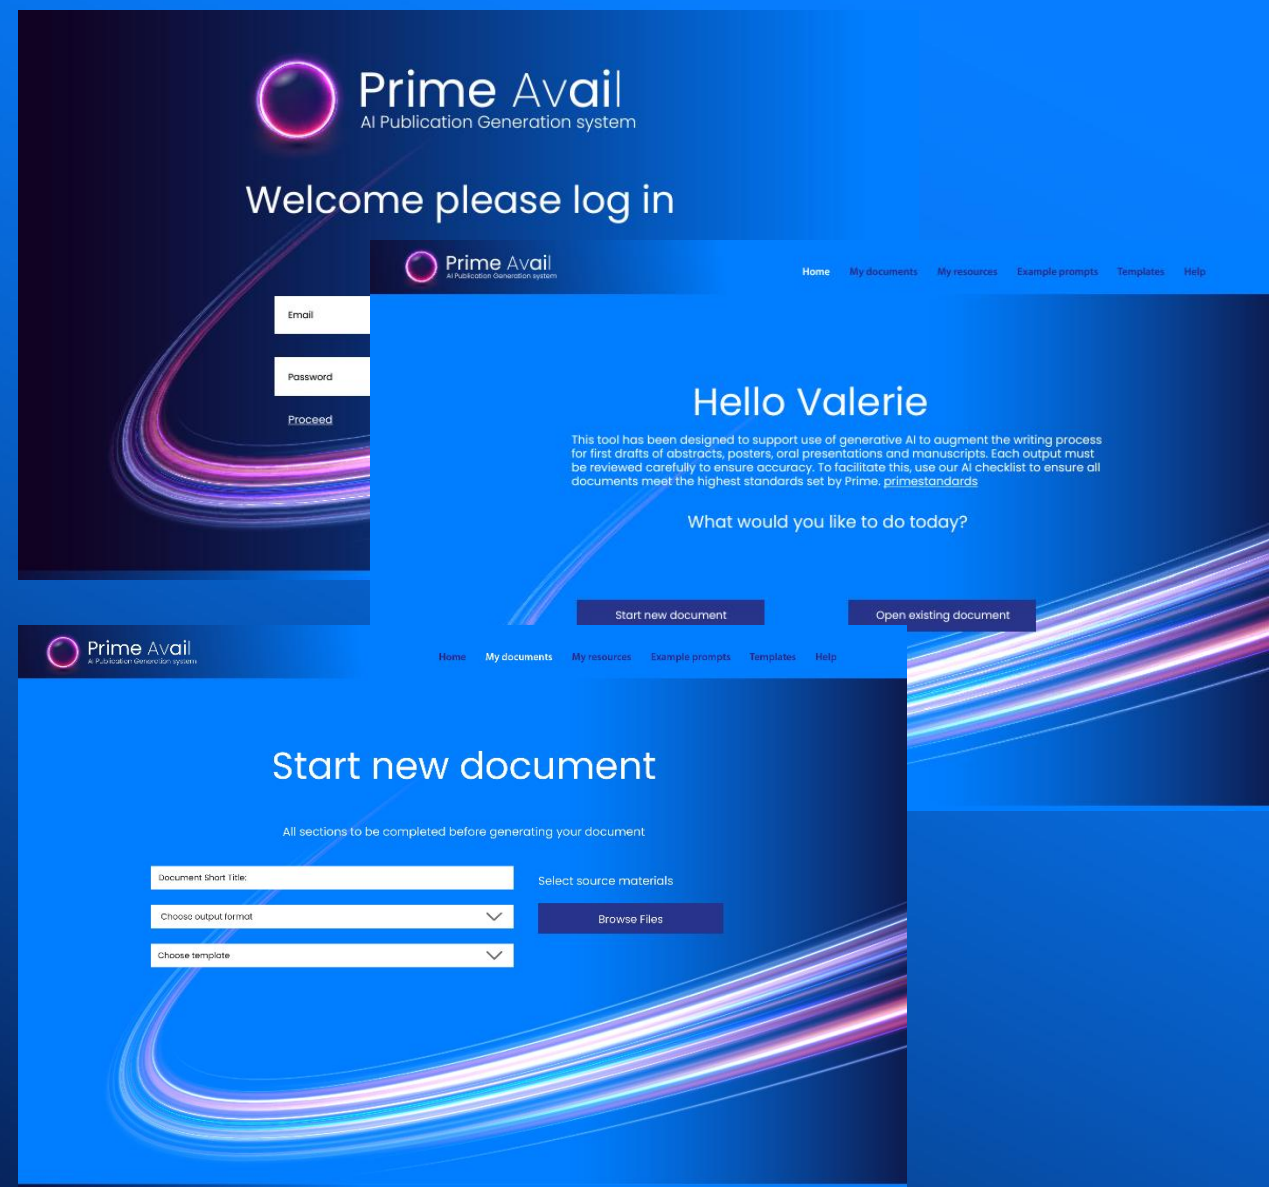 Prime Avail
AI Publication Generation system
Welcome please log in
Email
Password
Proceed
Prime Avail
AI Publication Generation system
Home My documents My resources Example prompts Templates Help
Hello Valerie
This tool has been designed to support use of generative AI to augment the writing process
for first drafts of abstracts, posters, oral presentations and manuscripts. Each output must
be reviewed carefully to ensure accuracy. To facilitate this, use our AI checklist to ensure all
documents meet the highest standards set by Prime. primestandards
What would you like to do today?
Start new document
Open existing document
Prime Avail
AI Publication Generation system
Home My documents My resources Example prompts Templates Help
Start new document
All sections to be completed before generating your document
Document Short Title:
Choose output format
Choose template
Select source materials
Browse Files